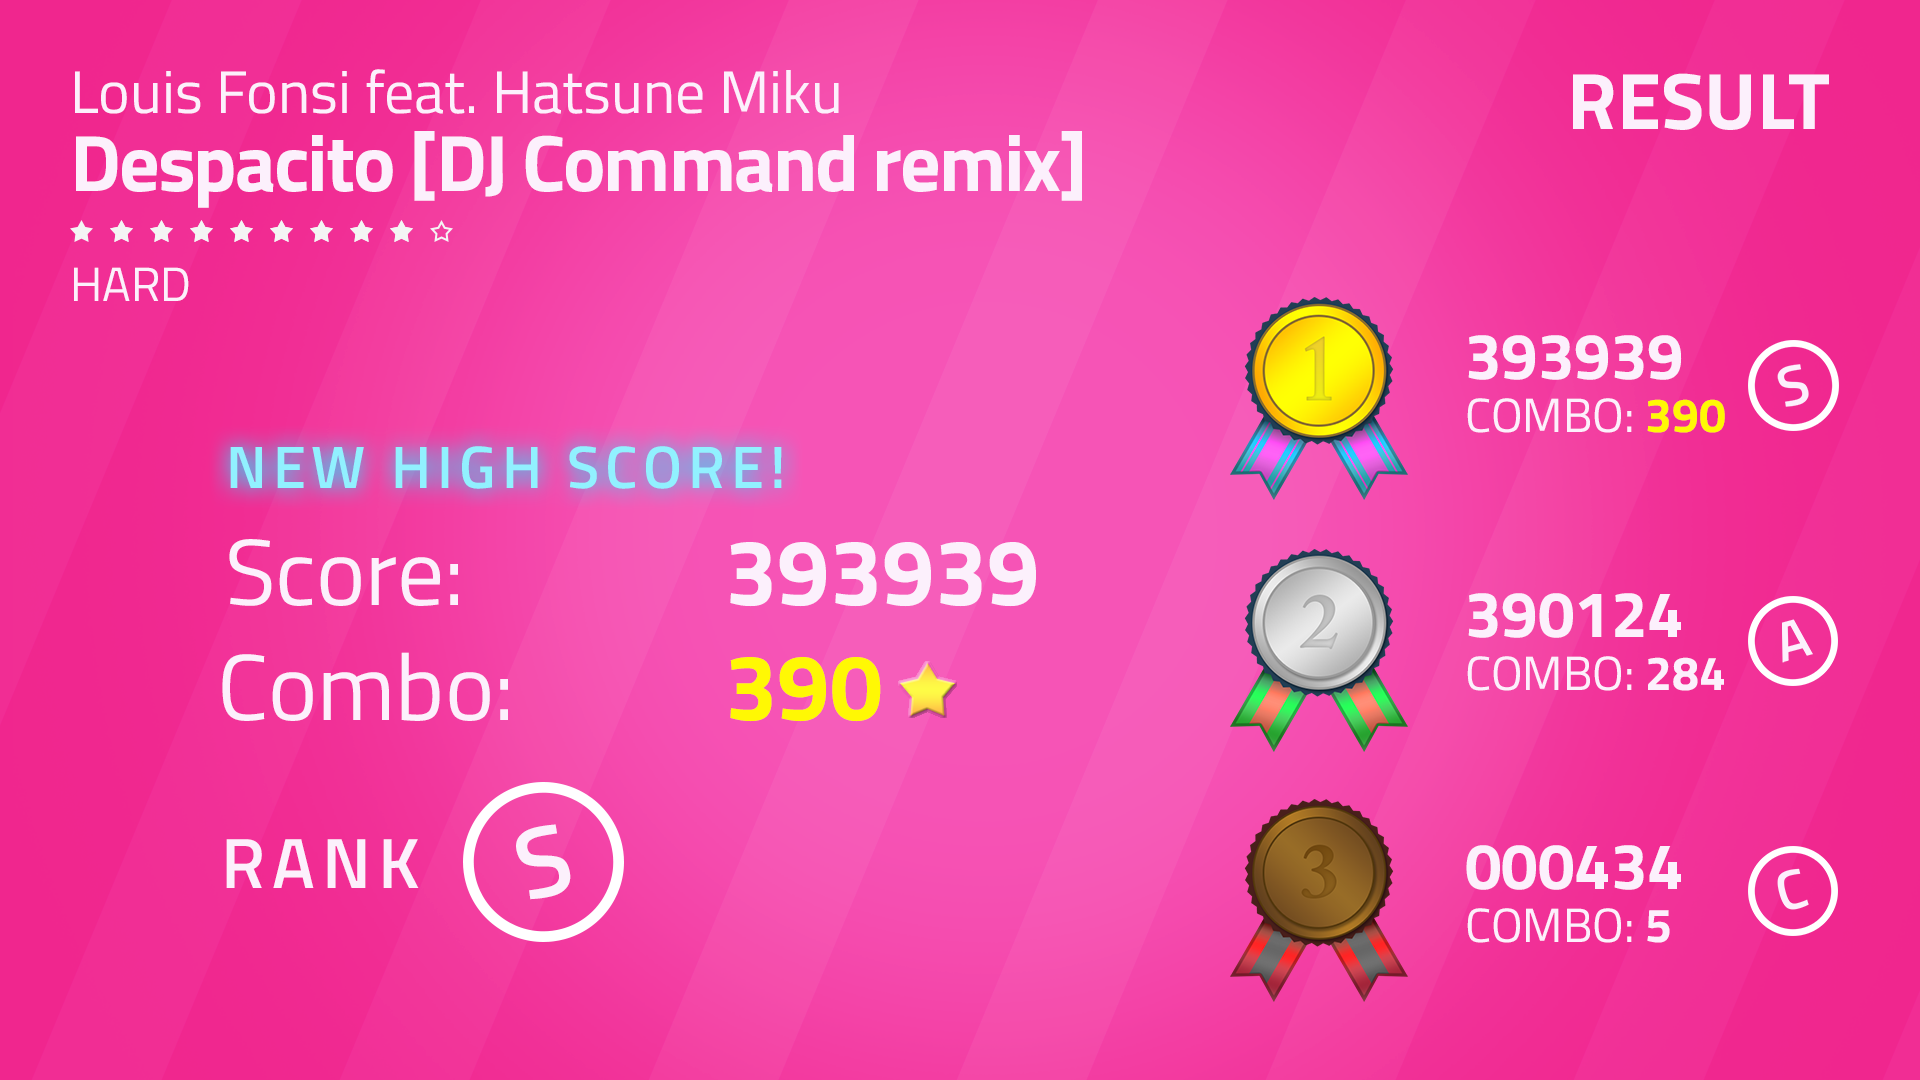 Louis Fonsi feat. Hatsune Miku
Despacito [DJ Command remix]
HARD
RESULT
NEW HIGH SCORE!
Score: 393939
Combo: 390
RANK S
1
393939
COMBO: 390
S
2
390124
COMBO: 284
A
3
000434
COMBO: 5
C